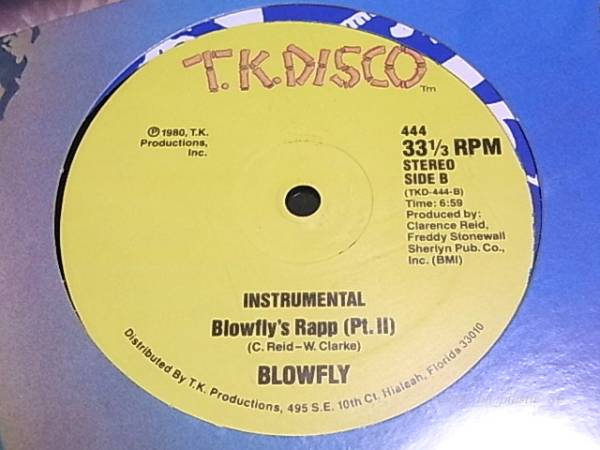 T.K.DISCO
Tm
℗ 1980, T.K.
Productions,
Inc.
444
33 1/3 RPM
STEREO
SIDE B
(TKD-444-B)
Time: 6:59
Produced by:
Clarence Reid,
Freddy Stonewall
Sherlyn Pub. Co.,
Inc. (BMI)
INSTRUMENTAL
Blowfly's Rapp (Pt. II)
(C. Reid-W. Clarke)
BLOWFLY
Distributed By T.K. Productions, 495 S.E. 10th Ct. Hialeah, Florida 33010